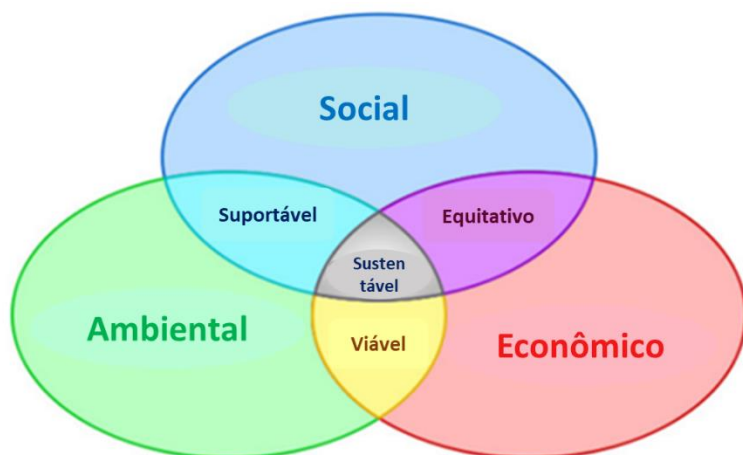 Social
Suportável
Equitativo
Susten
tável
Ambiental
Viável
Econômico